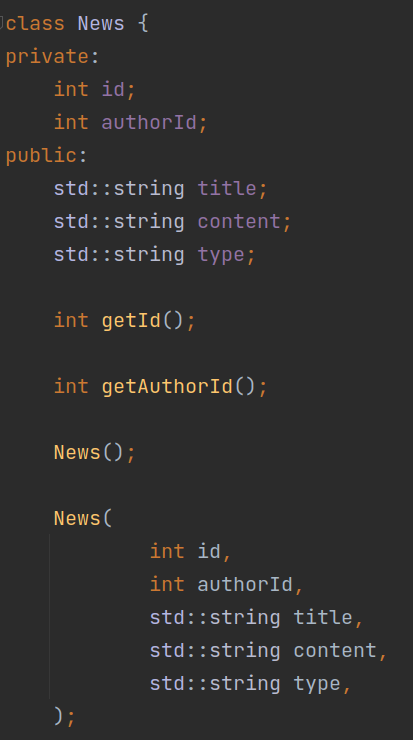 class News {
private:
    int id;
    int authorId;
public:
    std::string title;
    std::string content;
    std::string type;

    int getId();

    int getAuthorId();

    News();

    News(
            int id,
            int authorId,
            std::string title,
            std::string content,
            std::string type,
    );